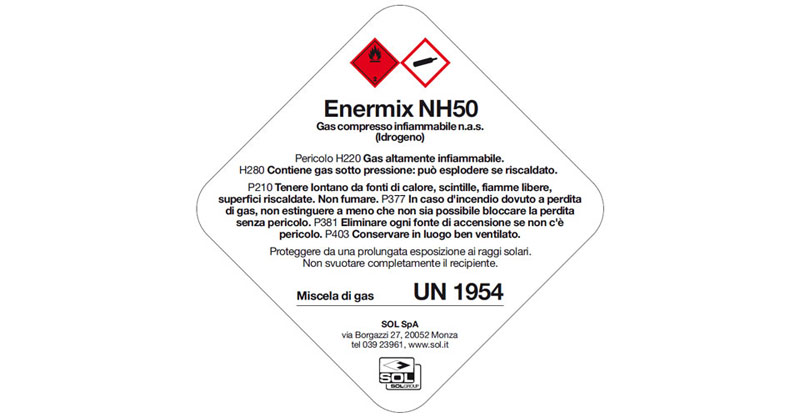 2
Enermix NH50
Gas compresso infiammabile n.a.s.
(Idrogeno)
Pericolo H220 Gas altamente infiammabile.
H280 Contiene gas sotto pressione: può esplodere se riscaldato.
P210 Tenere lontano da fonti di calore, scintille, fiamme libere,
superfici riscaldate. Non fumare. P377 In caso d'incendio dovuto a perdita
di gas, non estinguere a meno che non sia possibile bloccare la perdita
senza pericolo. P381 Eliminare ogni fonte di accensione se non c'è
pericolo. P403 Conservare in luogo ben ventilato.
Proteggere da una prolungata esposizione ai raggi solari.
Non svuotare completamente il recipiente.
Miscela di gas UN 1954
SOL SpA
via Borgazzi 27, 20052 Monza
tel 039 23961, www.sol.it
SOL
SOLGROUP